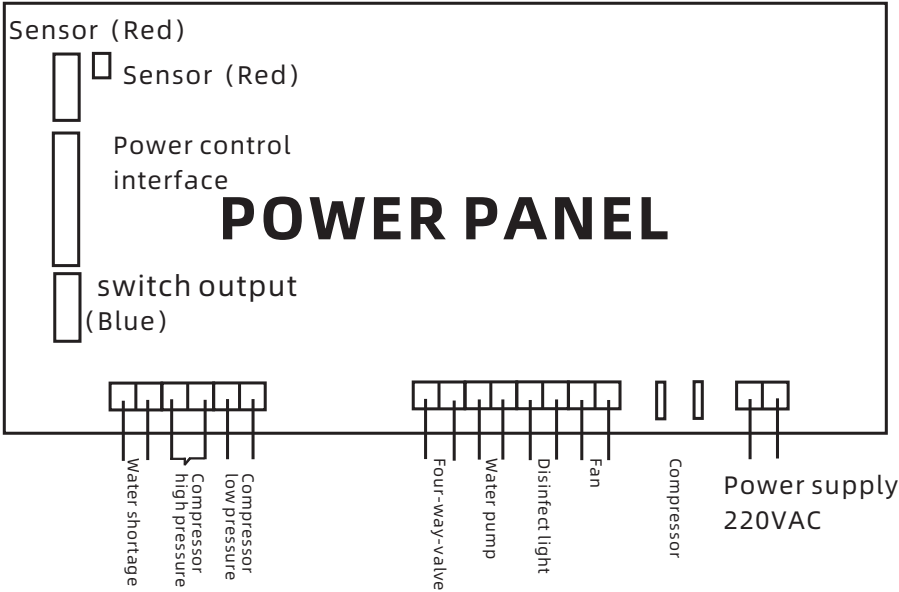 Sensor (Red)
Sensor (Red)
Power control
interface
POWER PANEL
switch output
(Blue)
Water shortage
Compressor
high pressure
Compressor
low pressure
Four-way-valve
Water pump
Disinfect light
Fan
Compressor
Power supply
220VAC